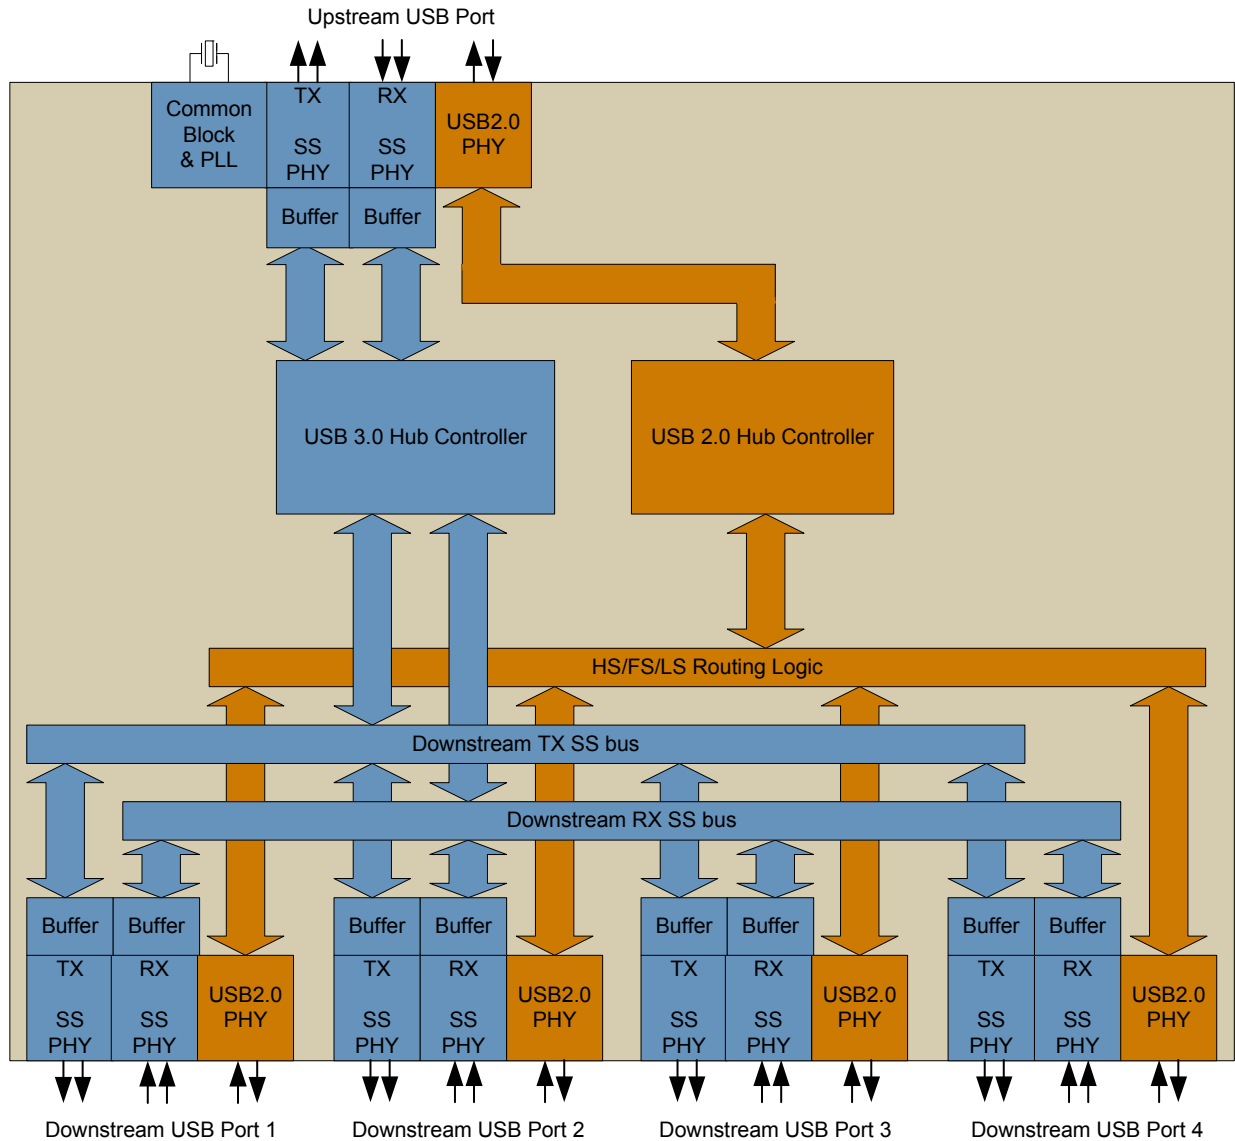 Upstream USB Port
Common
Block
& PLL
TX
SS
PHY
RX
SS
PHY
USB2.0
PHY
Buffer
Buffer
USB 3.0 Hub Controller
USB 2.0 Hub Controller
HS/FS/LS Routing Logic
Downstream TX SS bus
Downstream RX SS bus
Buffer
Buffer
TX
SS
PHY
RX
SS
PHY
USB2.0
PHY
Buffer
Buffer
TX
SS
PHY
RX
SS
PHY
USB2.0
PHY
Buffer
Buffer
TX
SS
PHY
RX
SS
PHY
USB2.0
PHY
Buffer
Buffer
TX
SS
PHY
RX
SS
PHY
USB2.0
PHY
Downstream USB Port 1
Downstream USB Port 2
Downstream USB Port 3
Downstream USB Port 4